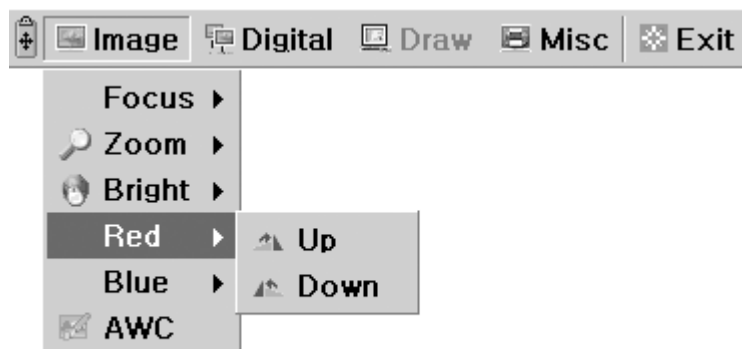 Image Digital Draw Misc Exit
Focus
Zoom
Bright
Red Up
Blue Down
AWC